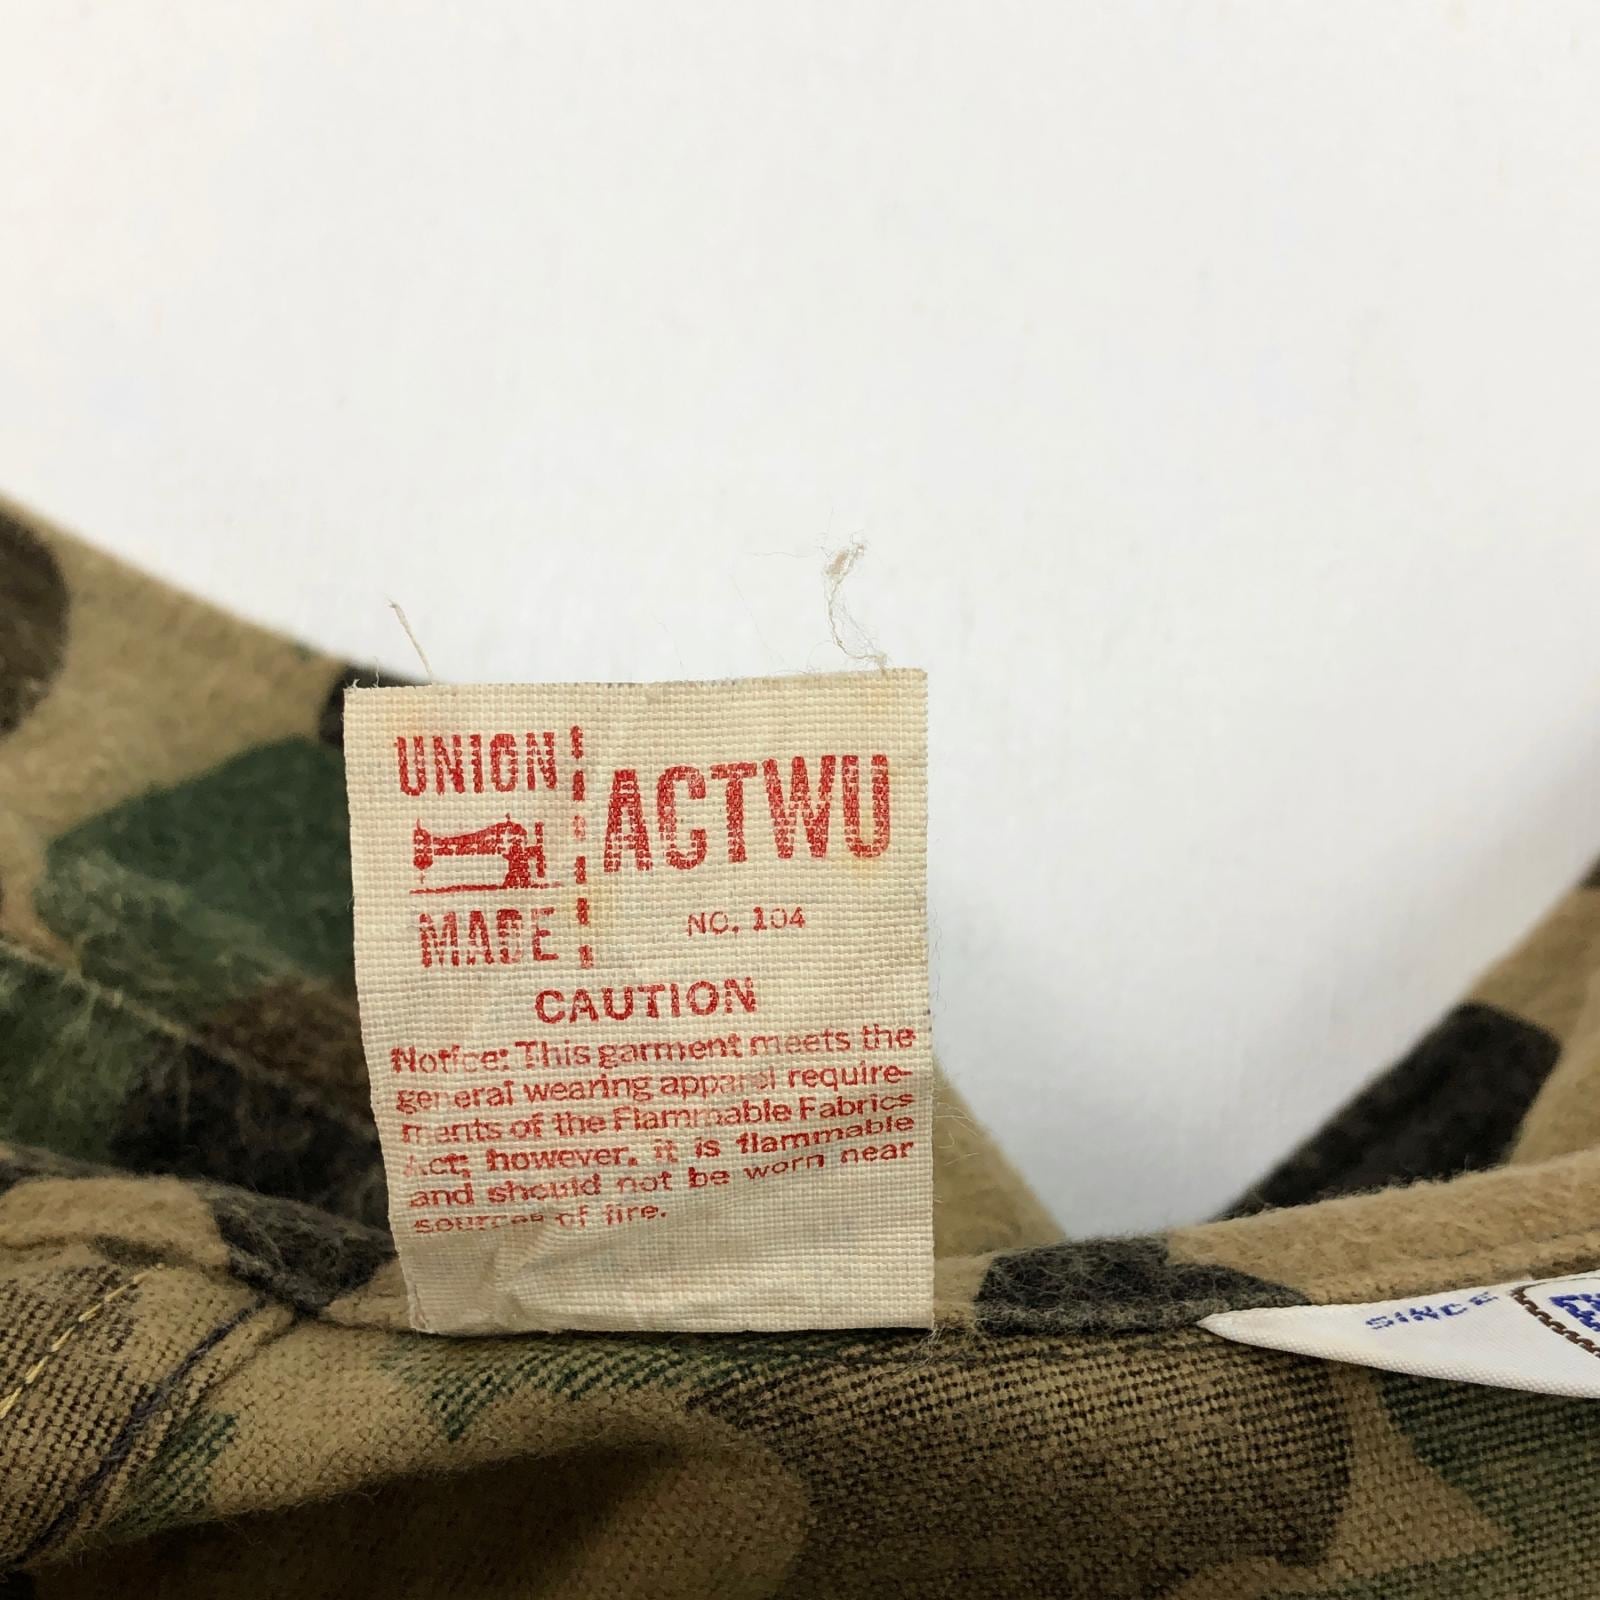 UNION
MADE
ACTWU
NO. 104
CAUTION
Notice: This garment meets the
general wearing apparel require-
ments of the Flammable Fabrics
Act; however, it is flammable
and should not be worn near
sources of fire.
SINCE